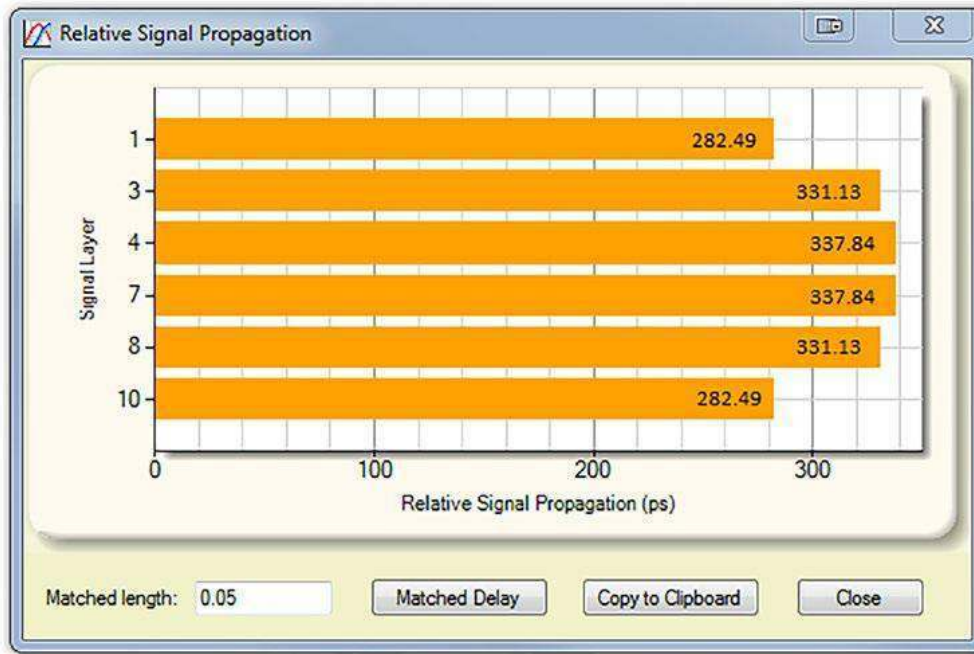 Relative Signal Propagation
1
282.49
3
331.13
4
337.84
7
337.84
8
331.13
10
282.49
Signal Layer
0 100 200 300
Relative Signal Propagation (ps)
Matched length: 0.05 Matched Delay Copy to Clipboard Close